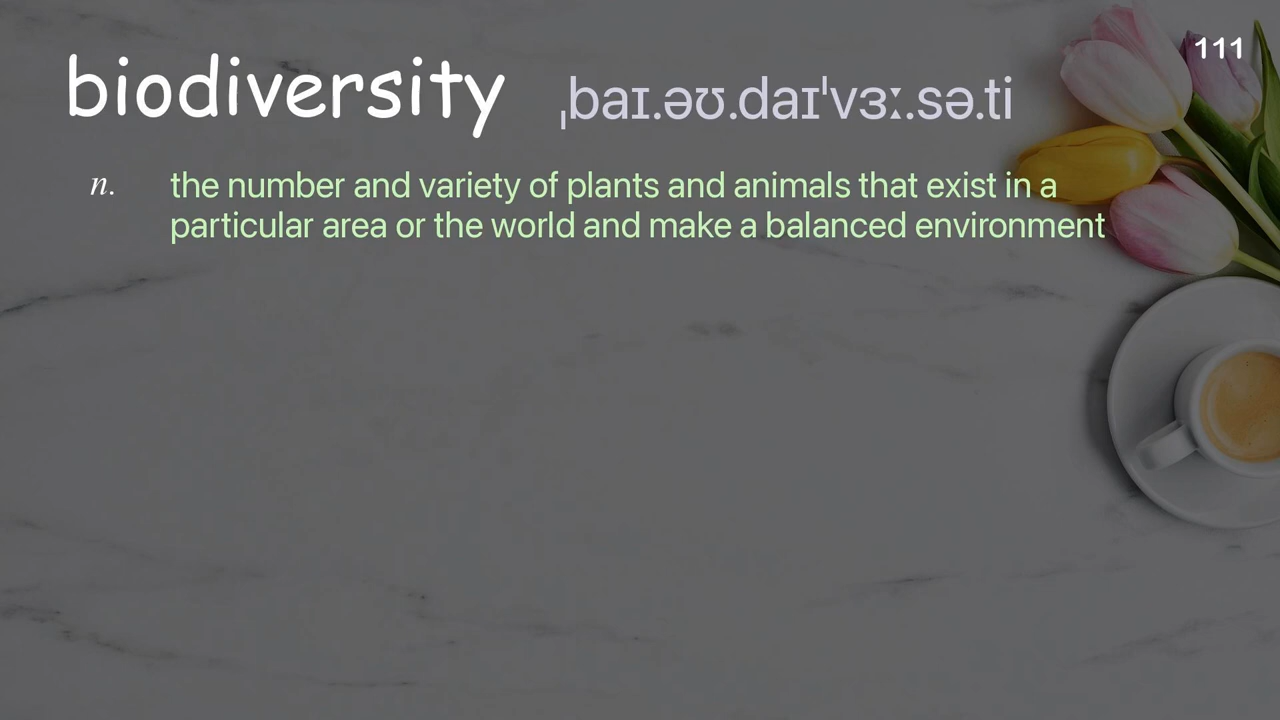 biodiversity ˌbaɪ.əʊ.daɪˈvɜː.sə.ti
111
n. the number and variety of plants and animals that exist in a
particular area or the world and make a balanced environment